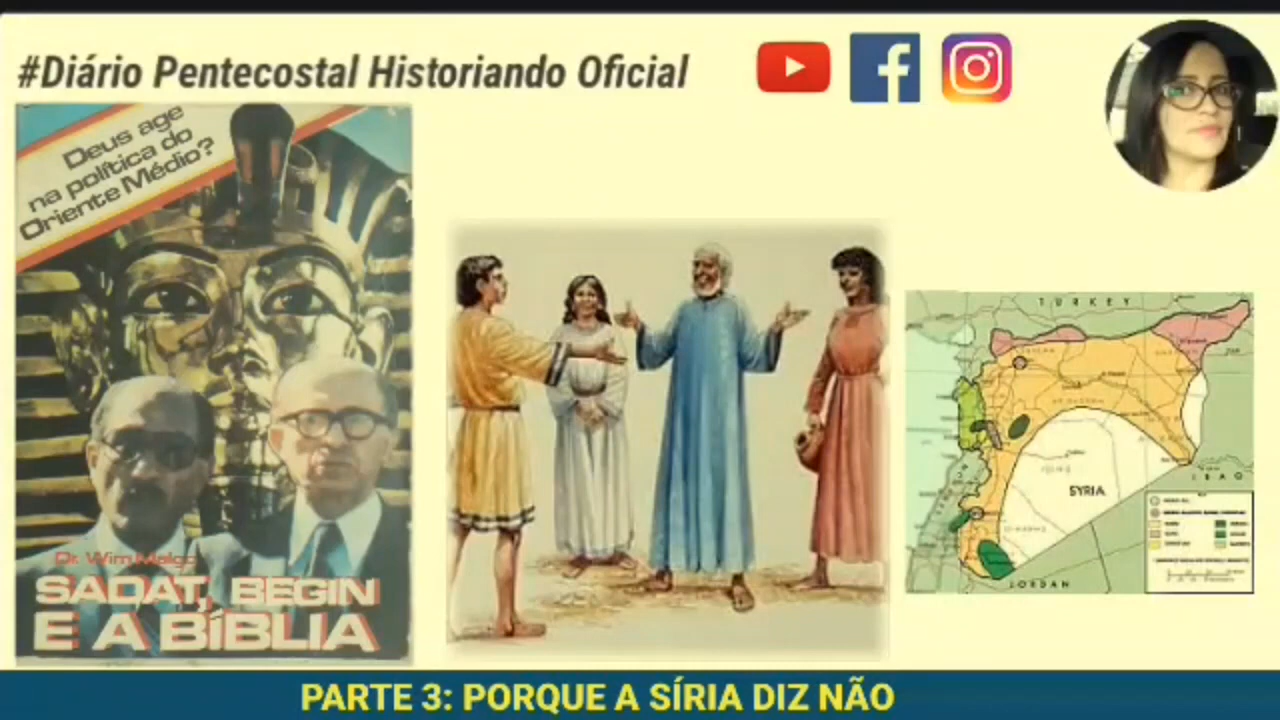 #Diário Pentecostal Historiando Oficial
Deus age
na política do
Oriente Médio?
Dr. Wim Malgo
SADAT, BEGIN
E A BÍBLIA
TURKEY
SYRIA
IRAQ
JORDAN
PARTE 3: PORQUE A SÍRIA DIZ NÃO